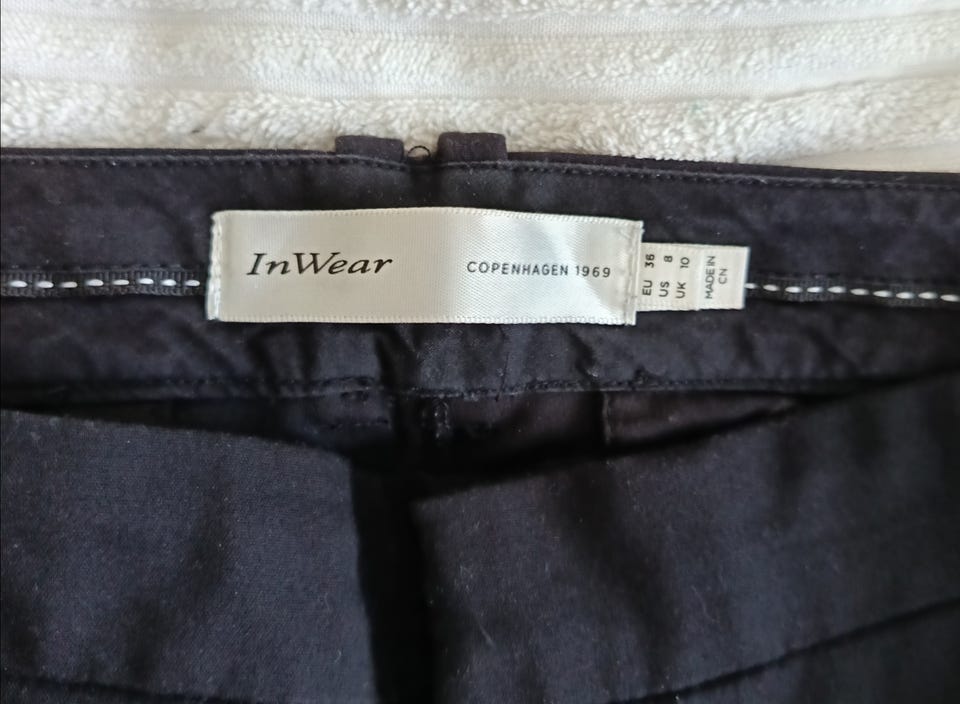 InWear
COPENHAGEN 1969
EU 36
US 8
UK 10
MADE IN
CN